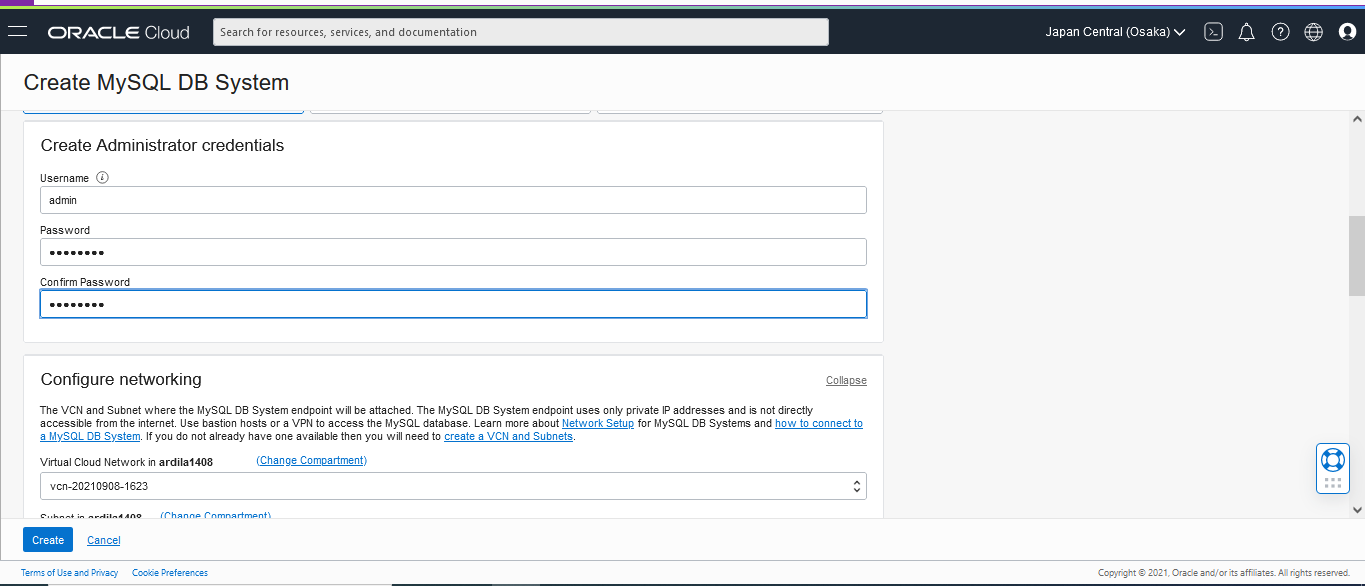 ORACLE Cloud
Search for resources, services, and documentation
Japan Central (Osaka)
Create MySQL DB System
Create Administrator credentials
Username
admin
Password
••••••••
Confirm Password
••••••••
Configure networking
Collapse
The VCN and Subnet where the MySQL DB System endpoint will be attached. The MySQL DB System endpoint uses only private IP addresses and is not directly
accessible from the internet. Use bastion hosts or a VPN to access the MySQL database. Learn more about Network Setup for MySQL DB Systems and how to connect to
a MySQL DB System. If you do not already have one available then you will need to create a VCN and Subnets.
Virtual Cloud Network in ardila1408 (Change Compartment)
vcn-20210908-1623
Subnet in ardila1408 (Change Compartment)
Create Cancel
Terms of Use and Privacy Cookie Preferences
Copyright © 2021, Oracle and/or its affiliates. All rights reserved.